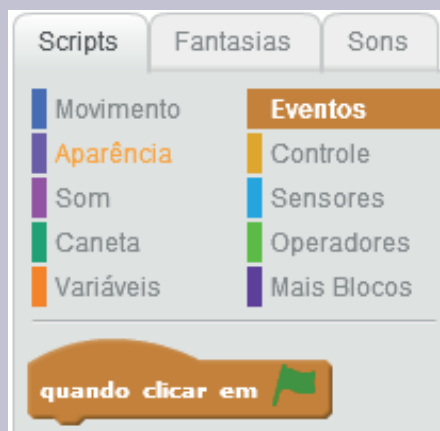 Scripts Fantasias Sons
Movimento Eventos
Aparência Controle
Som Sensores
Caneta Operadores
Variáveis Mais Blocos
quando clicar em